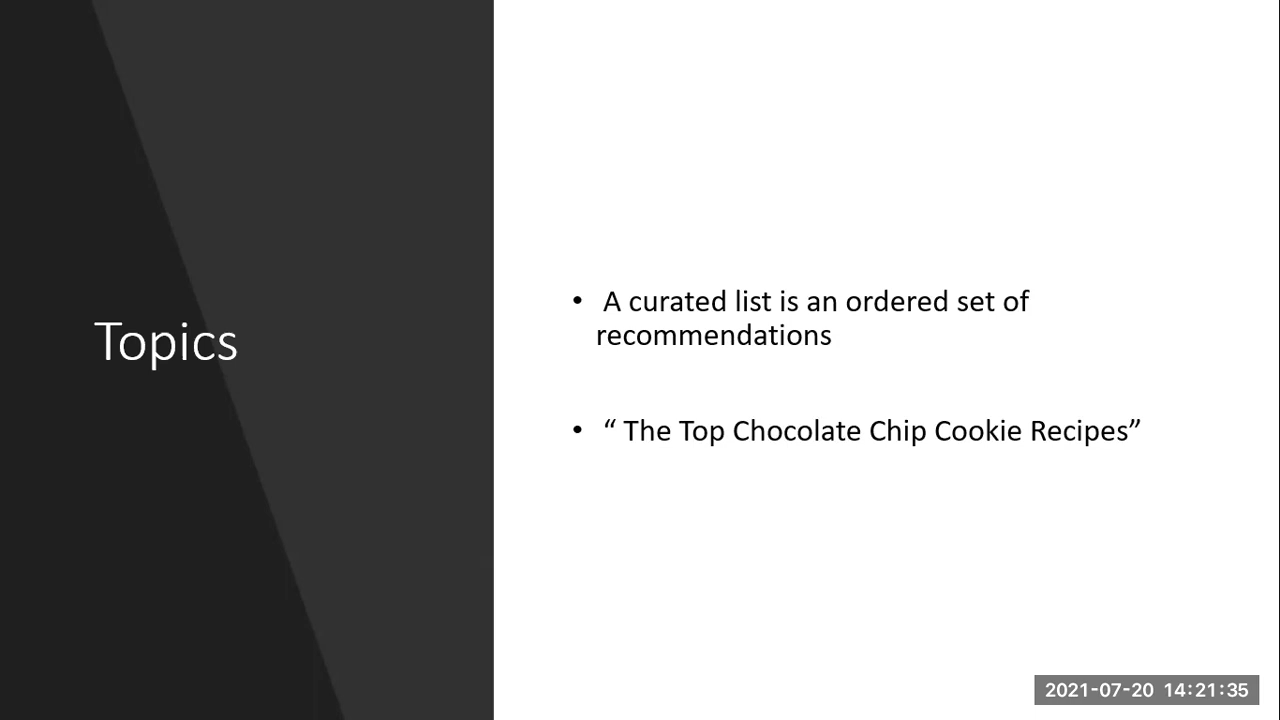 Topics
• A curated list is an ordered set of
recommendations
• “ The Top Chocolate Chip Cookie Recipes”
2021-07-20 14:21:35